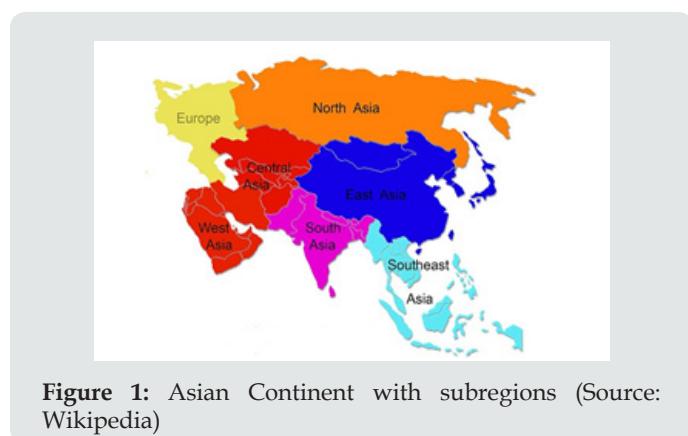 North Asia
Europe
Central
Asia
East Asia
West
Asia
South
Asia
Southeast
Asia
Figure 1: Asian Continent with subregions (Source:
Wikipedia)